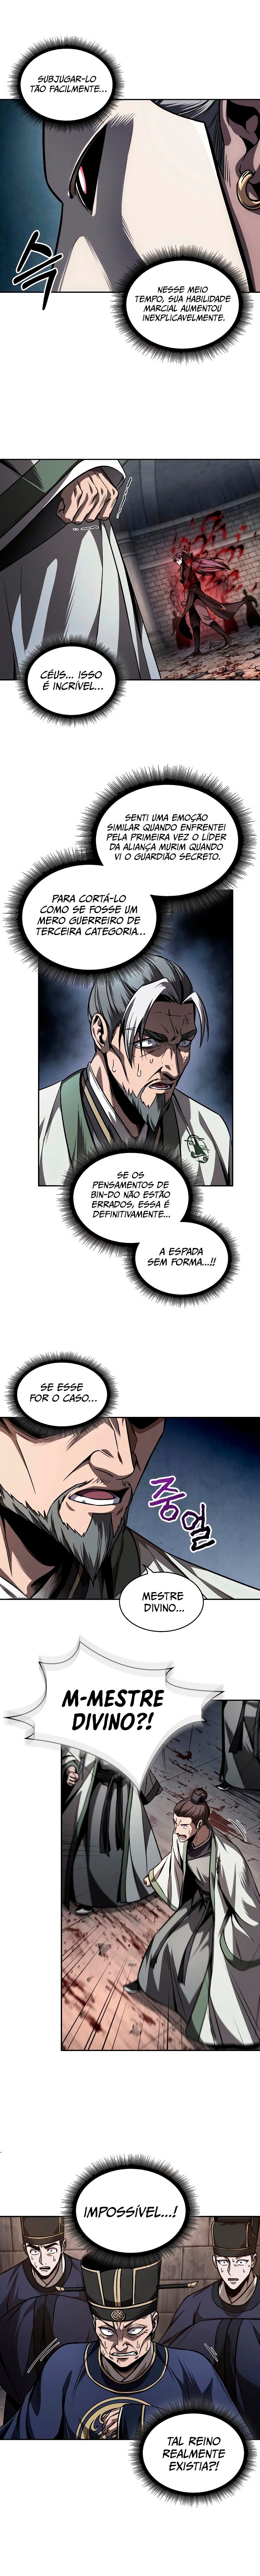 SUBJUGAR-LO
TÃO FACILMENTE...
슥
NESSE MEIO
TEMPO, SUA HABILIDADE
MARCIAL AUMENTOU
INEXPLICAVELMENTE.
CÉUS... ISSO
É INCRÍVEL...
SENTI UMA EMOÇÃO
SIMILAR QUANDO ENFRENTEI
PELA PRIMEIRA VEZ O LÍDER
DA ALIANÇA MURIM QUANDO
VI O GUARDIÃO SECRETO.
PARA CORTÁ-LO
COMO SE FOSSE UM
MERO GUERREIRO DE
TERCEIRA CATEGORIA...
SE OS
PENSAMENTOS DE
BIN-DO NÃO ESTÃO
ERRADOS, ESSA É
DEFINITIVAMENTE...
A ESPADA
SEM FORMA...!!
SE ESSE
FOR O CASO...
중얼
MESTRE
DIVINO...
M-MESTRE
DIVINO?!
IMPOSSÍVEL...!
TAL REINO
REALMENTE
EXISTIA?!